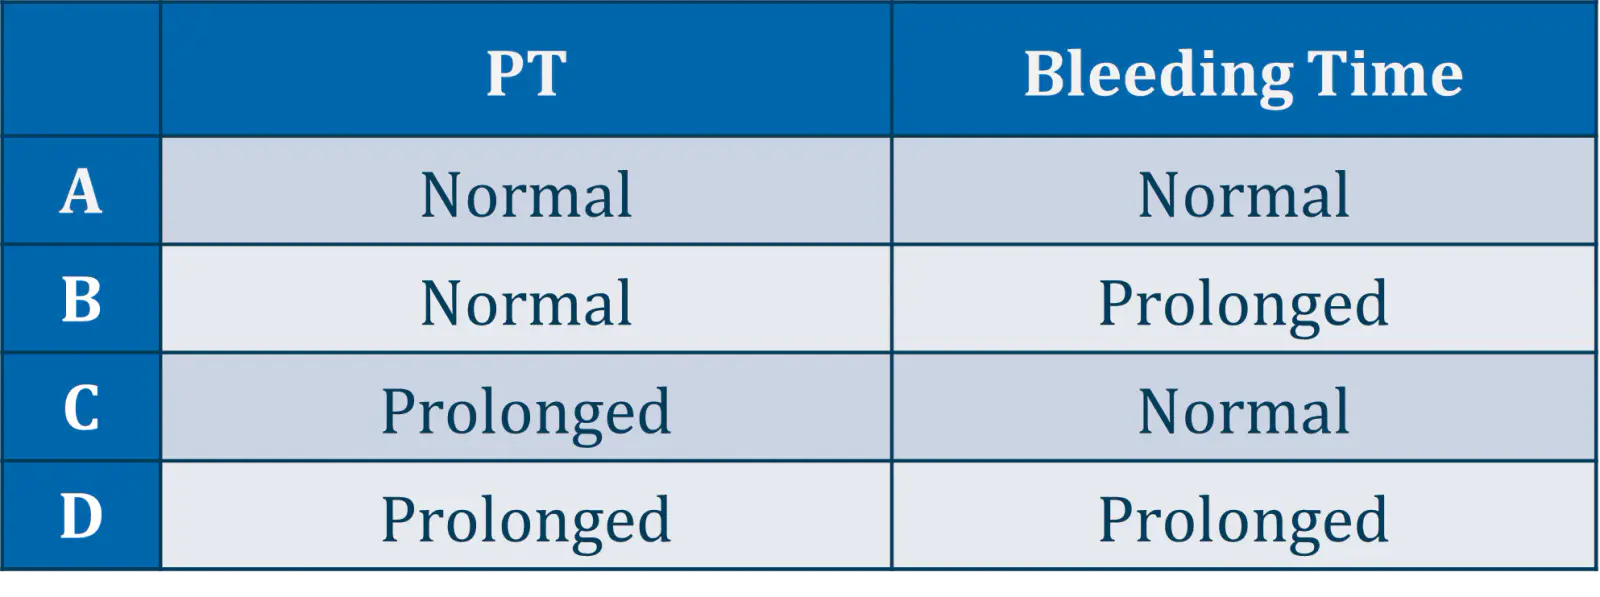 PT Bleeding Time
A Normal Normal
B Normal Prolonged
C Prolonged Normal
D Prolonged Prolonged